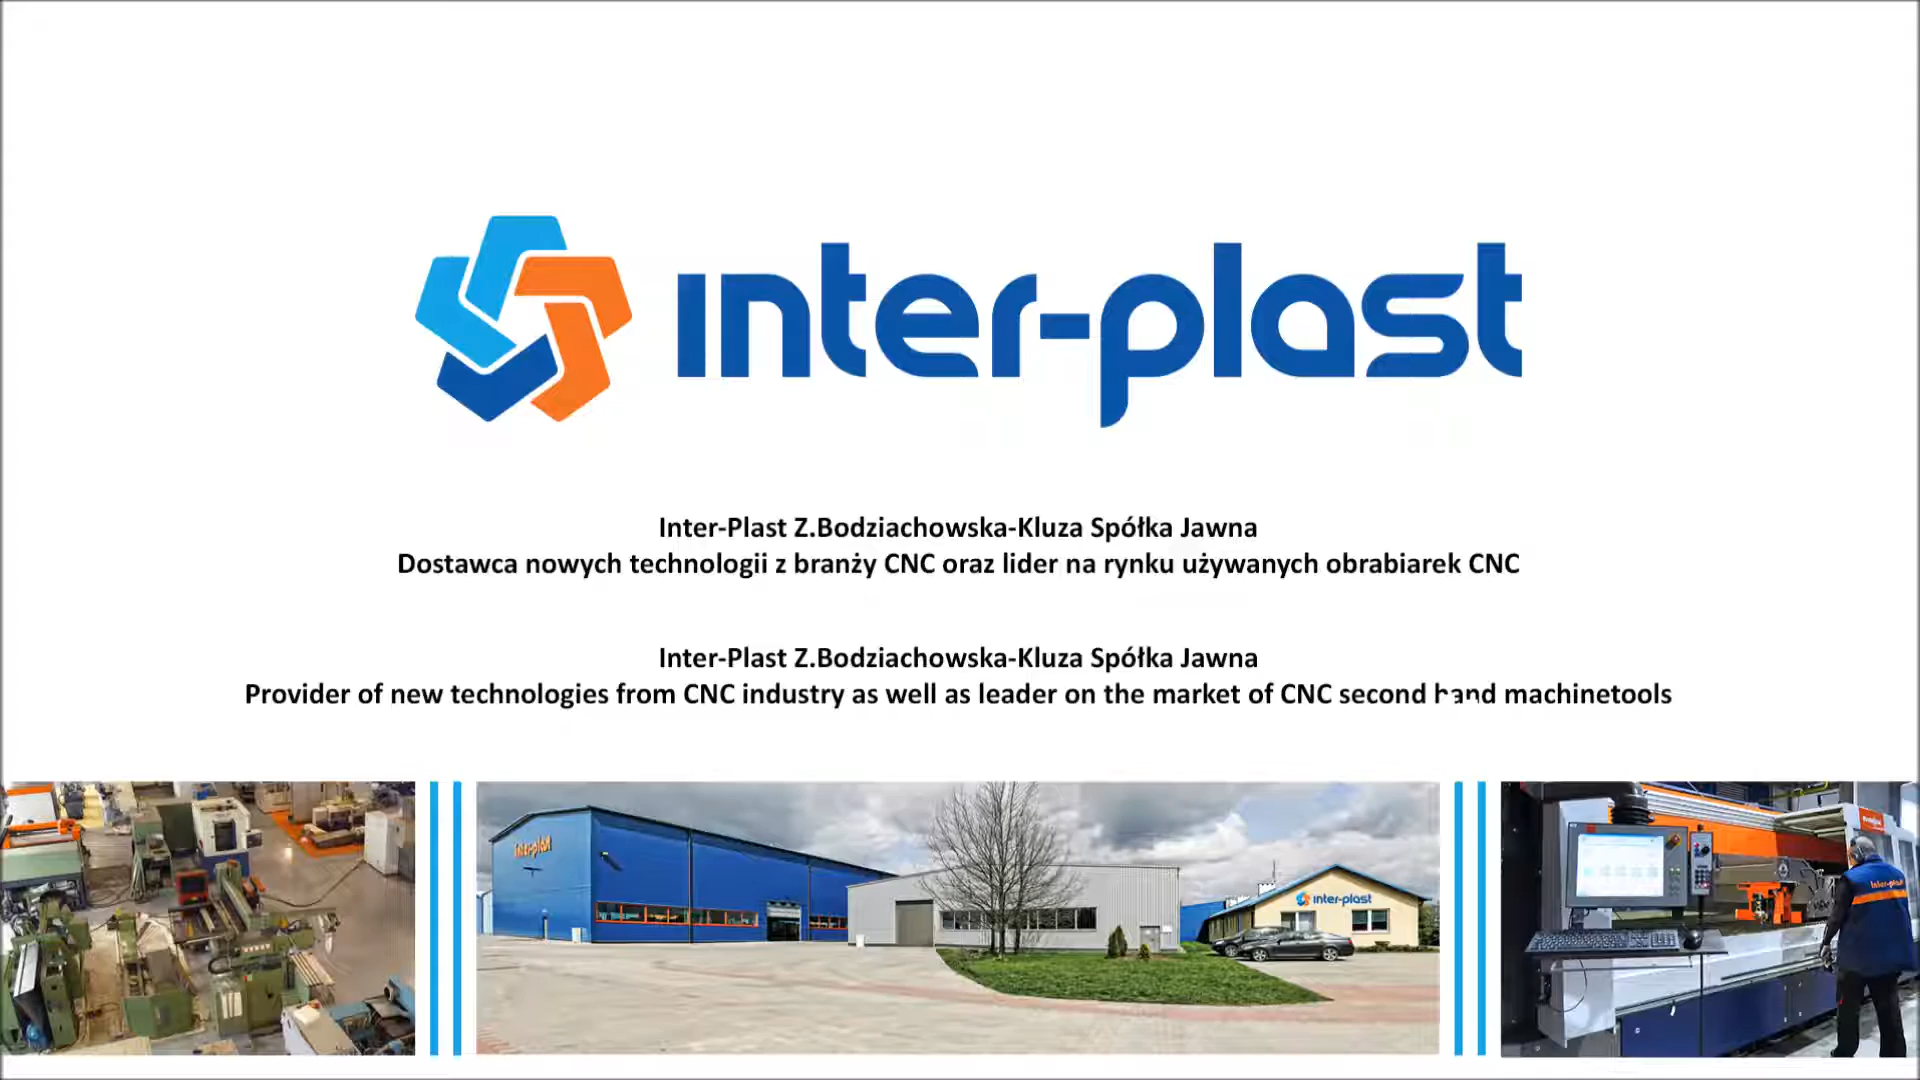 inter-plast
Inter-Plast Z.Bodziachowska-Kluza Spółka Jawna
Dostawca nowych technologii z branży CNC oraz lider na rynku używanych obrabiarek CNC
Inter-Plast Z.Bodziachowska-Kluza Spółka Jawna
Provider of new technologies from CNC industry as well as leader on the market of CNC second hand machinetools
inter-plast
inter-plast
inter-plast